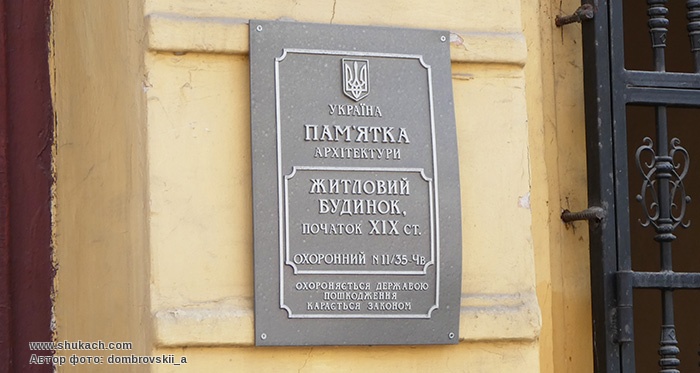 УКРАЇНА
ПАМ'ЯТКА
АРХІТЕКТУРИ
ЖИТЛОВИЙ
БУДИНОК,
ПОЧАТОК XIX СТ.
ОХОРОННИЙ N 11/35-Чв
ОХОРОНЯЄТЬСЯ ДЕРЖАВОЮ
ПОШКОДЖЕННЯ
КАРАЄТЬСЯ ЗАКОНОМ
www.shukach.com
Автор фото: dombrovskii_a